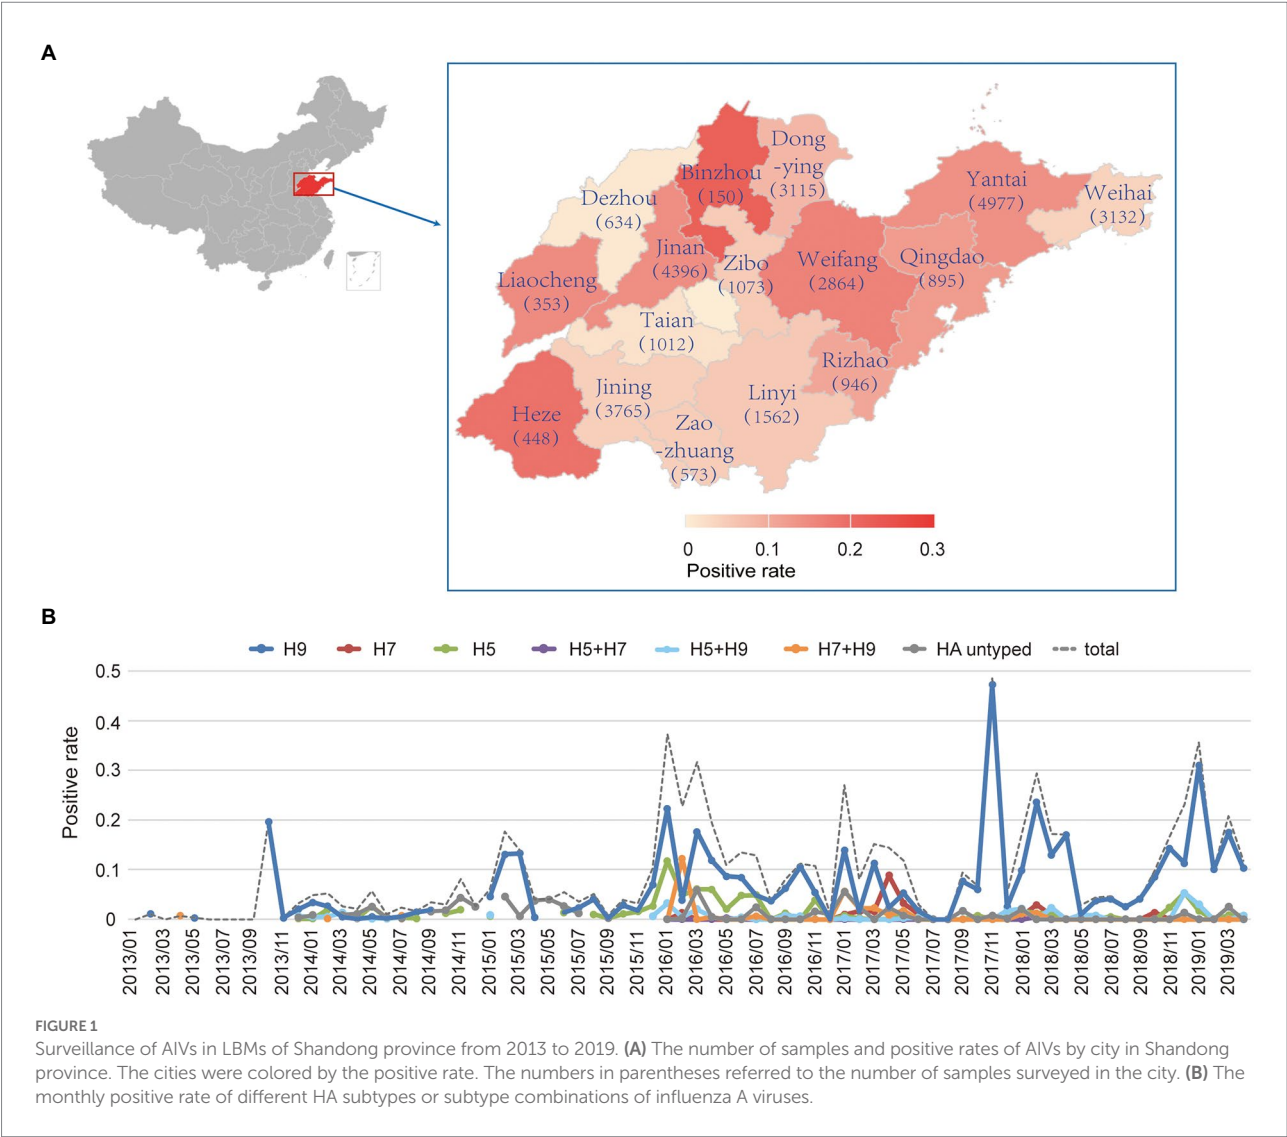 A
Dong
-ying
(3115)
Binzhou
(150)
Yantai
(4977)
Weihai
(3132)
Dezhou
(634)
Jinan
(4396)
Zibo
(1073)
Weifang
(2864)
Qingdao
(895)
Liaocheng
(353)
Taian
(1012)
Rizhao
(946)
Jining
(3765)
Linyi
(1562)
Heze
(448)
Zao
-zhuang
(573)
0 0.1 0.2 0.3
Positive rate
B
H9 H7 H5 H5+H7 H5+H9 H7+H9 HA untyped total
Positive rate
0.5
0.4
0.3
0.2
0.1
0
2013/01 2013/03 2013/05 2013/07 2013/09 2013/11 2014/01 2014/03 2014/05 2014/07 2014/09 2014/11 2015/01 2015/03 2015/05 2015/07 2015/09 2015/11 2016/01 2016/03 2016/05 2016/07 2016/09 2016/11 2017/01 2017/03 2017/05 2017/07 2017/09 2017/11 2018/01 2018/03 2018/05 2018/07 2018/09 2018/11 2019/01 2019/03
FIGURE 1
Surveillance of AIVs in LBMs of Shandong province from 2013 to 2019. (A) The number of samples and positive rates of AIVs by city in Shandong
province. The cities were colored by the positive rate. The numbers in parentheses referred to the number of samples surveyed in the city. (B) The
monthly positive rate of different HA subtypes or subtype combinations of influenza A viruses.